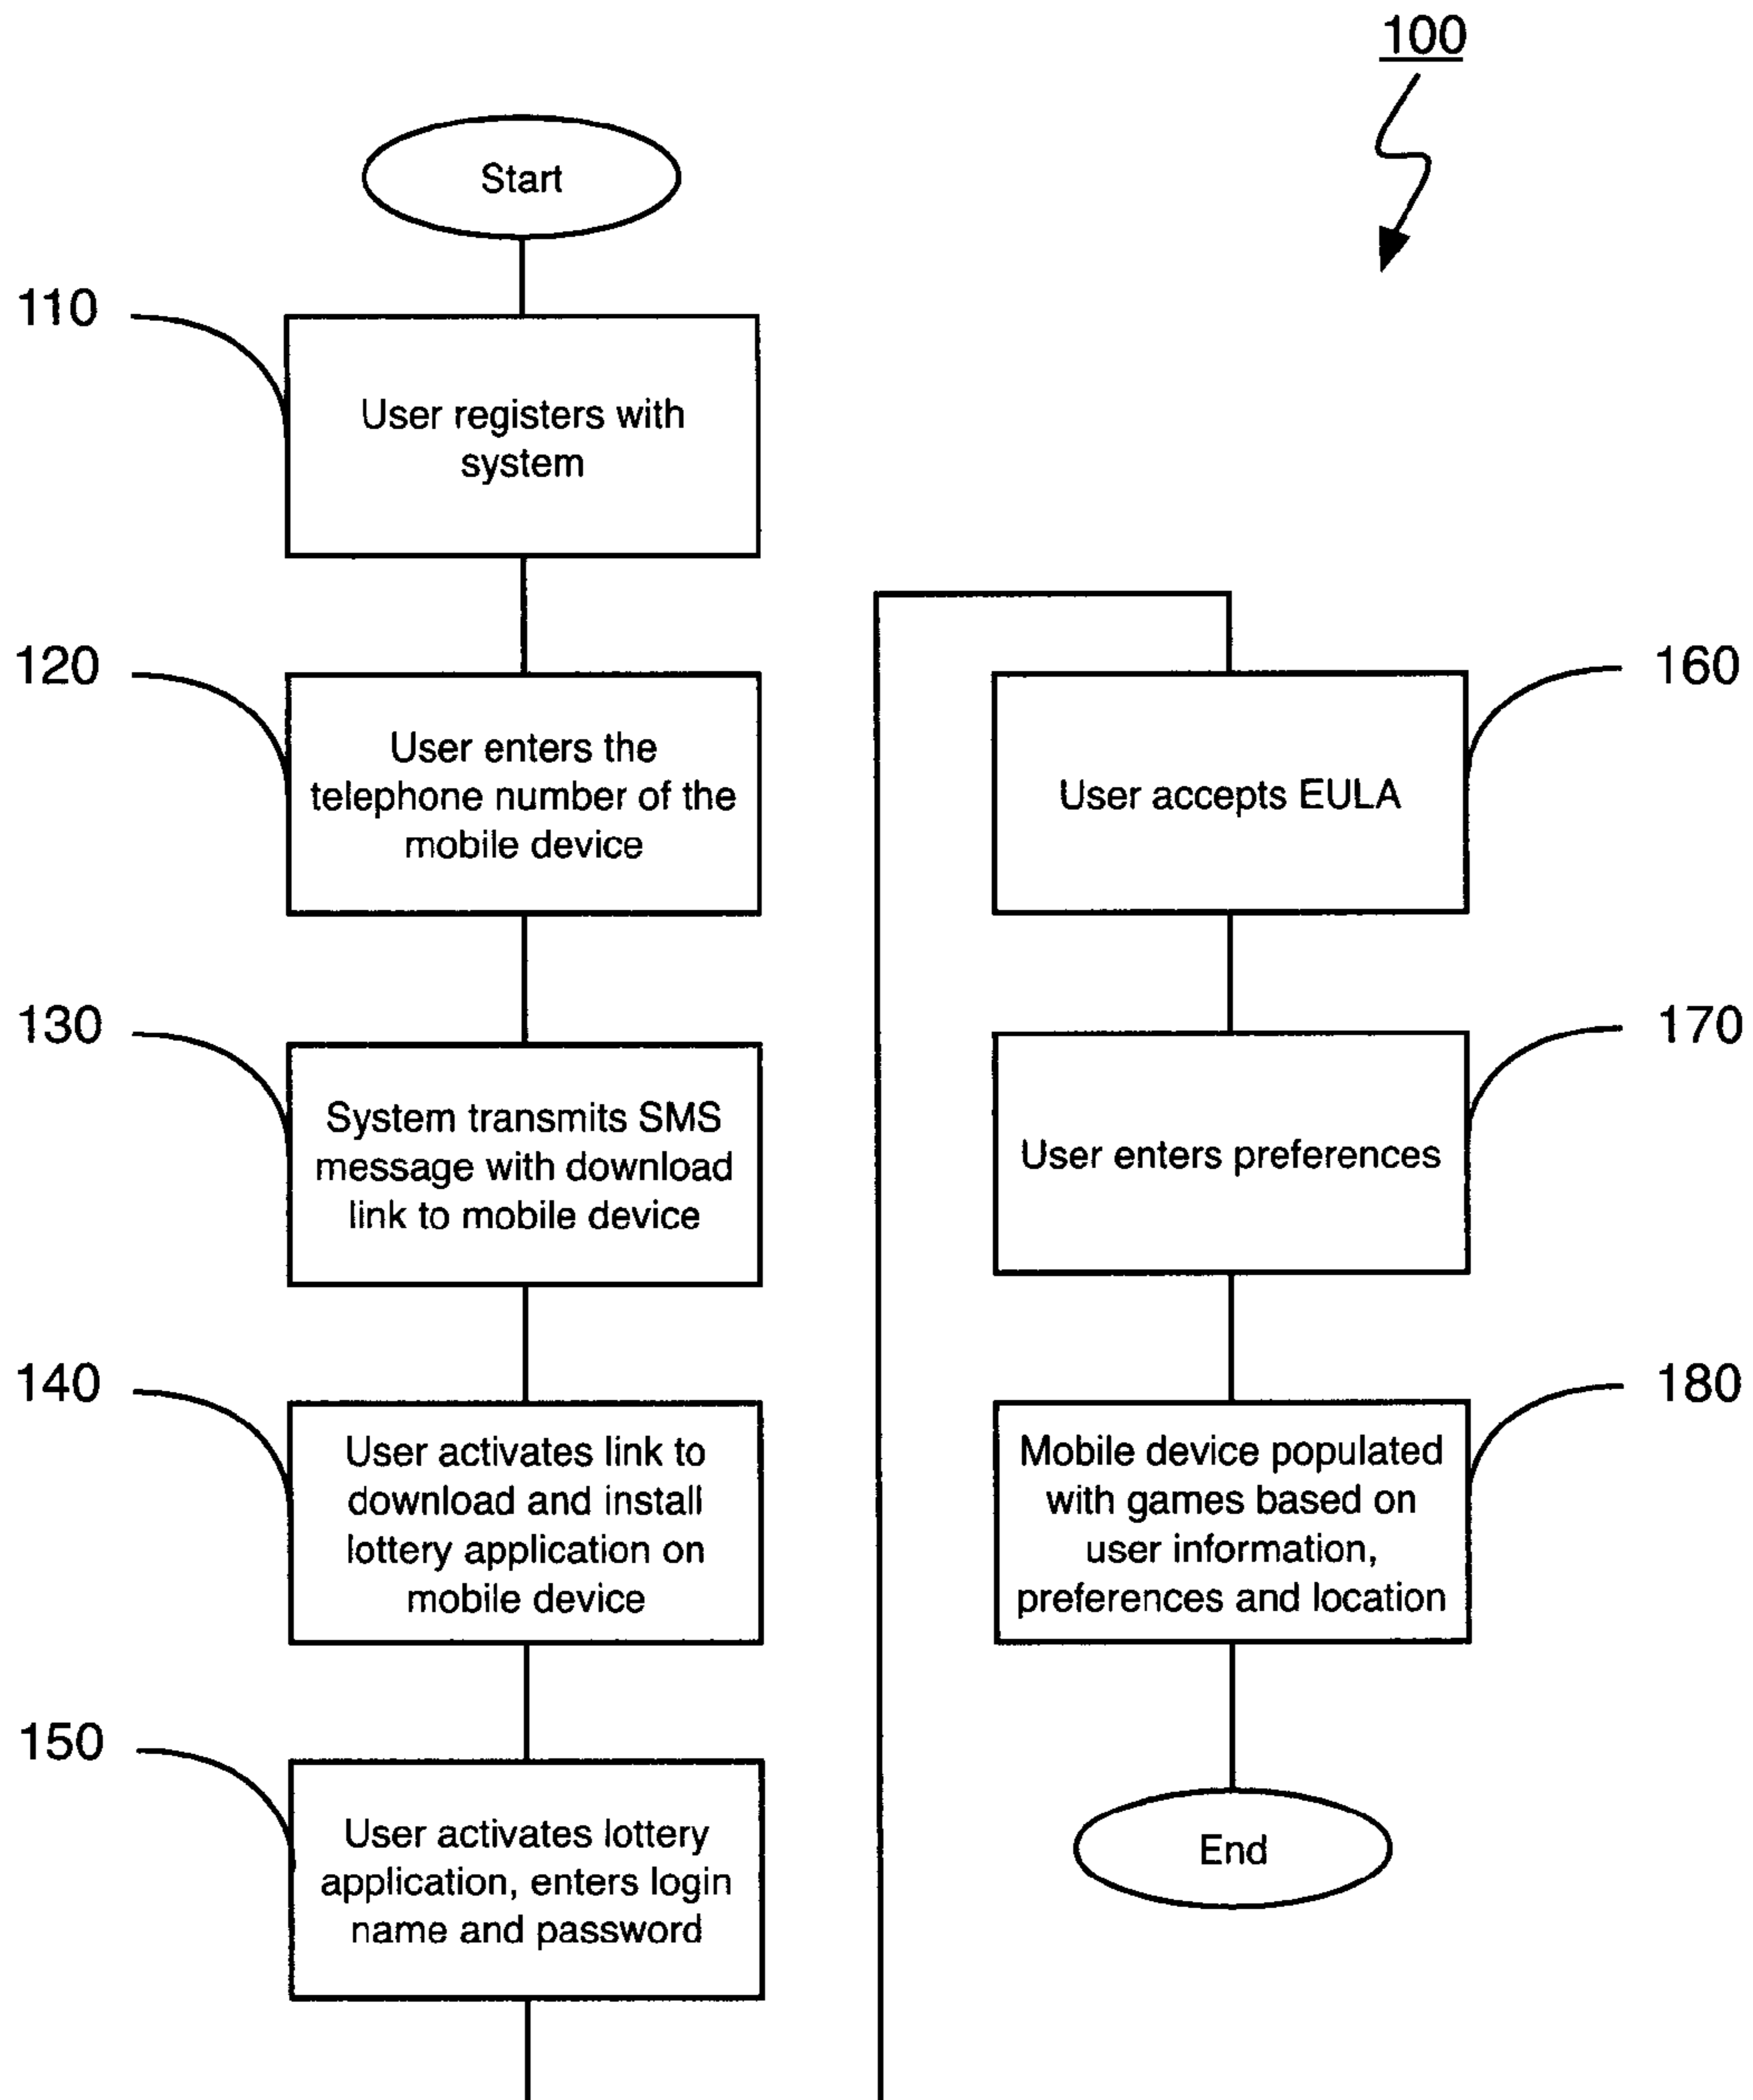 100
Start
110
User registers with
system
120
User enters the
telephone number of the
mobile device
130
System transmits SMS
message with download
link to mobile device
140
User activates link to
download and install
lottery application on
mobile device
150
User activates lottery
application, enters login
name and password
160
User accepts EULA
170
User enters preferences
180
Mobile device populated
with games based on
user information,
preferences and location
End